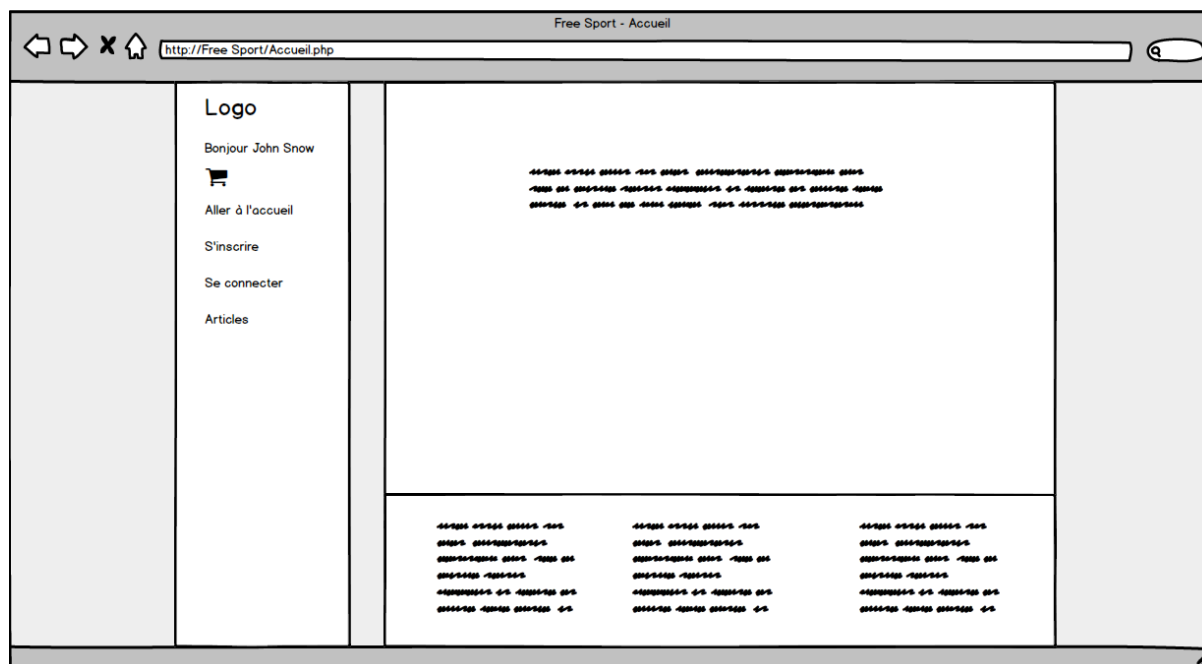 Free Sport - Accueil
http://Free Sport/Accueil.php
Logo
Bonjour John Snow
Aller à l'accueil
S'inscrire
Se connecter
Articles